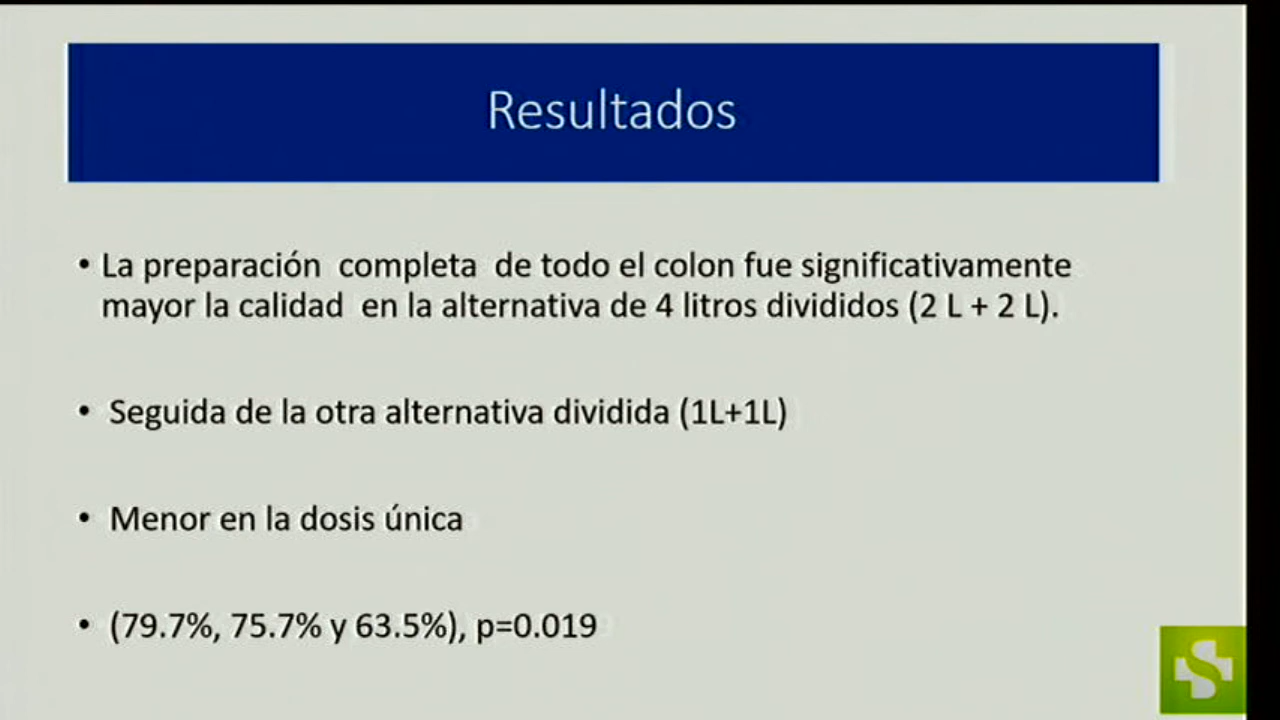 Resultados
• La preparación completa de todo el colon fue significativamente
mayor la calidad en la alternativa de 4 litros divididos (2 L + 2 L).
• Seguida de la otra alternativa dividida (1L+1L)
• Menor en la dosis única
• (79.7%, 75.7% y 63.5%), p=0.019
S